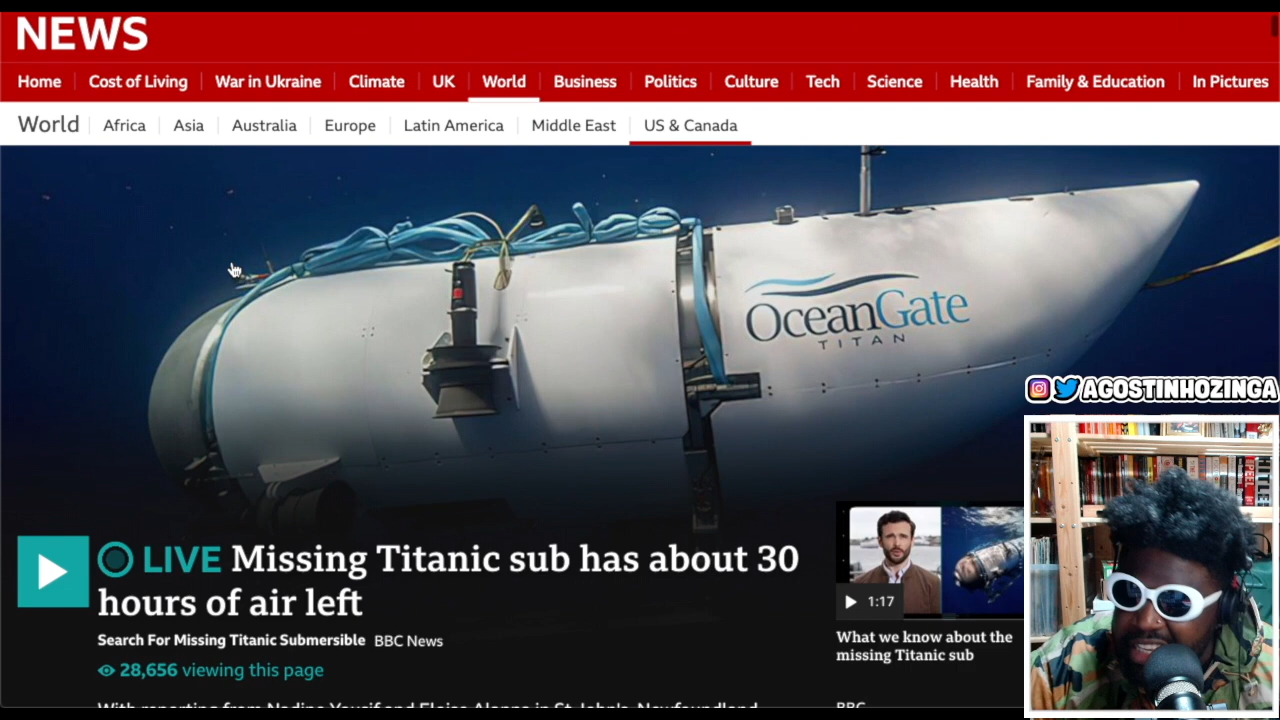 NEWS
Home Cost of Living War in Ukraine Climate UK World Business Politics Culture Tech Science Health Family & Education In Pictures
World Africa Asia Australia Europe Latin America Middle East US & Canada
OceanGate
TITAN
AGOSTINHOZINGA
LIVE Missing Titanic sub has about 30
hours of air left
Search For Missing Titanic Submersible BBC News
28,656 viewing this page
1:17
What we know about the
missing Titanic sub